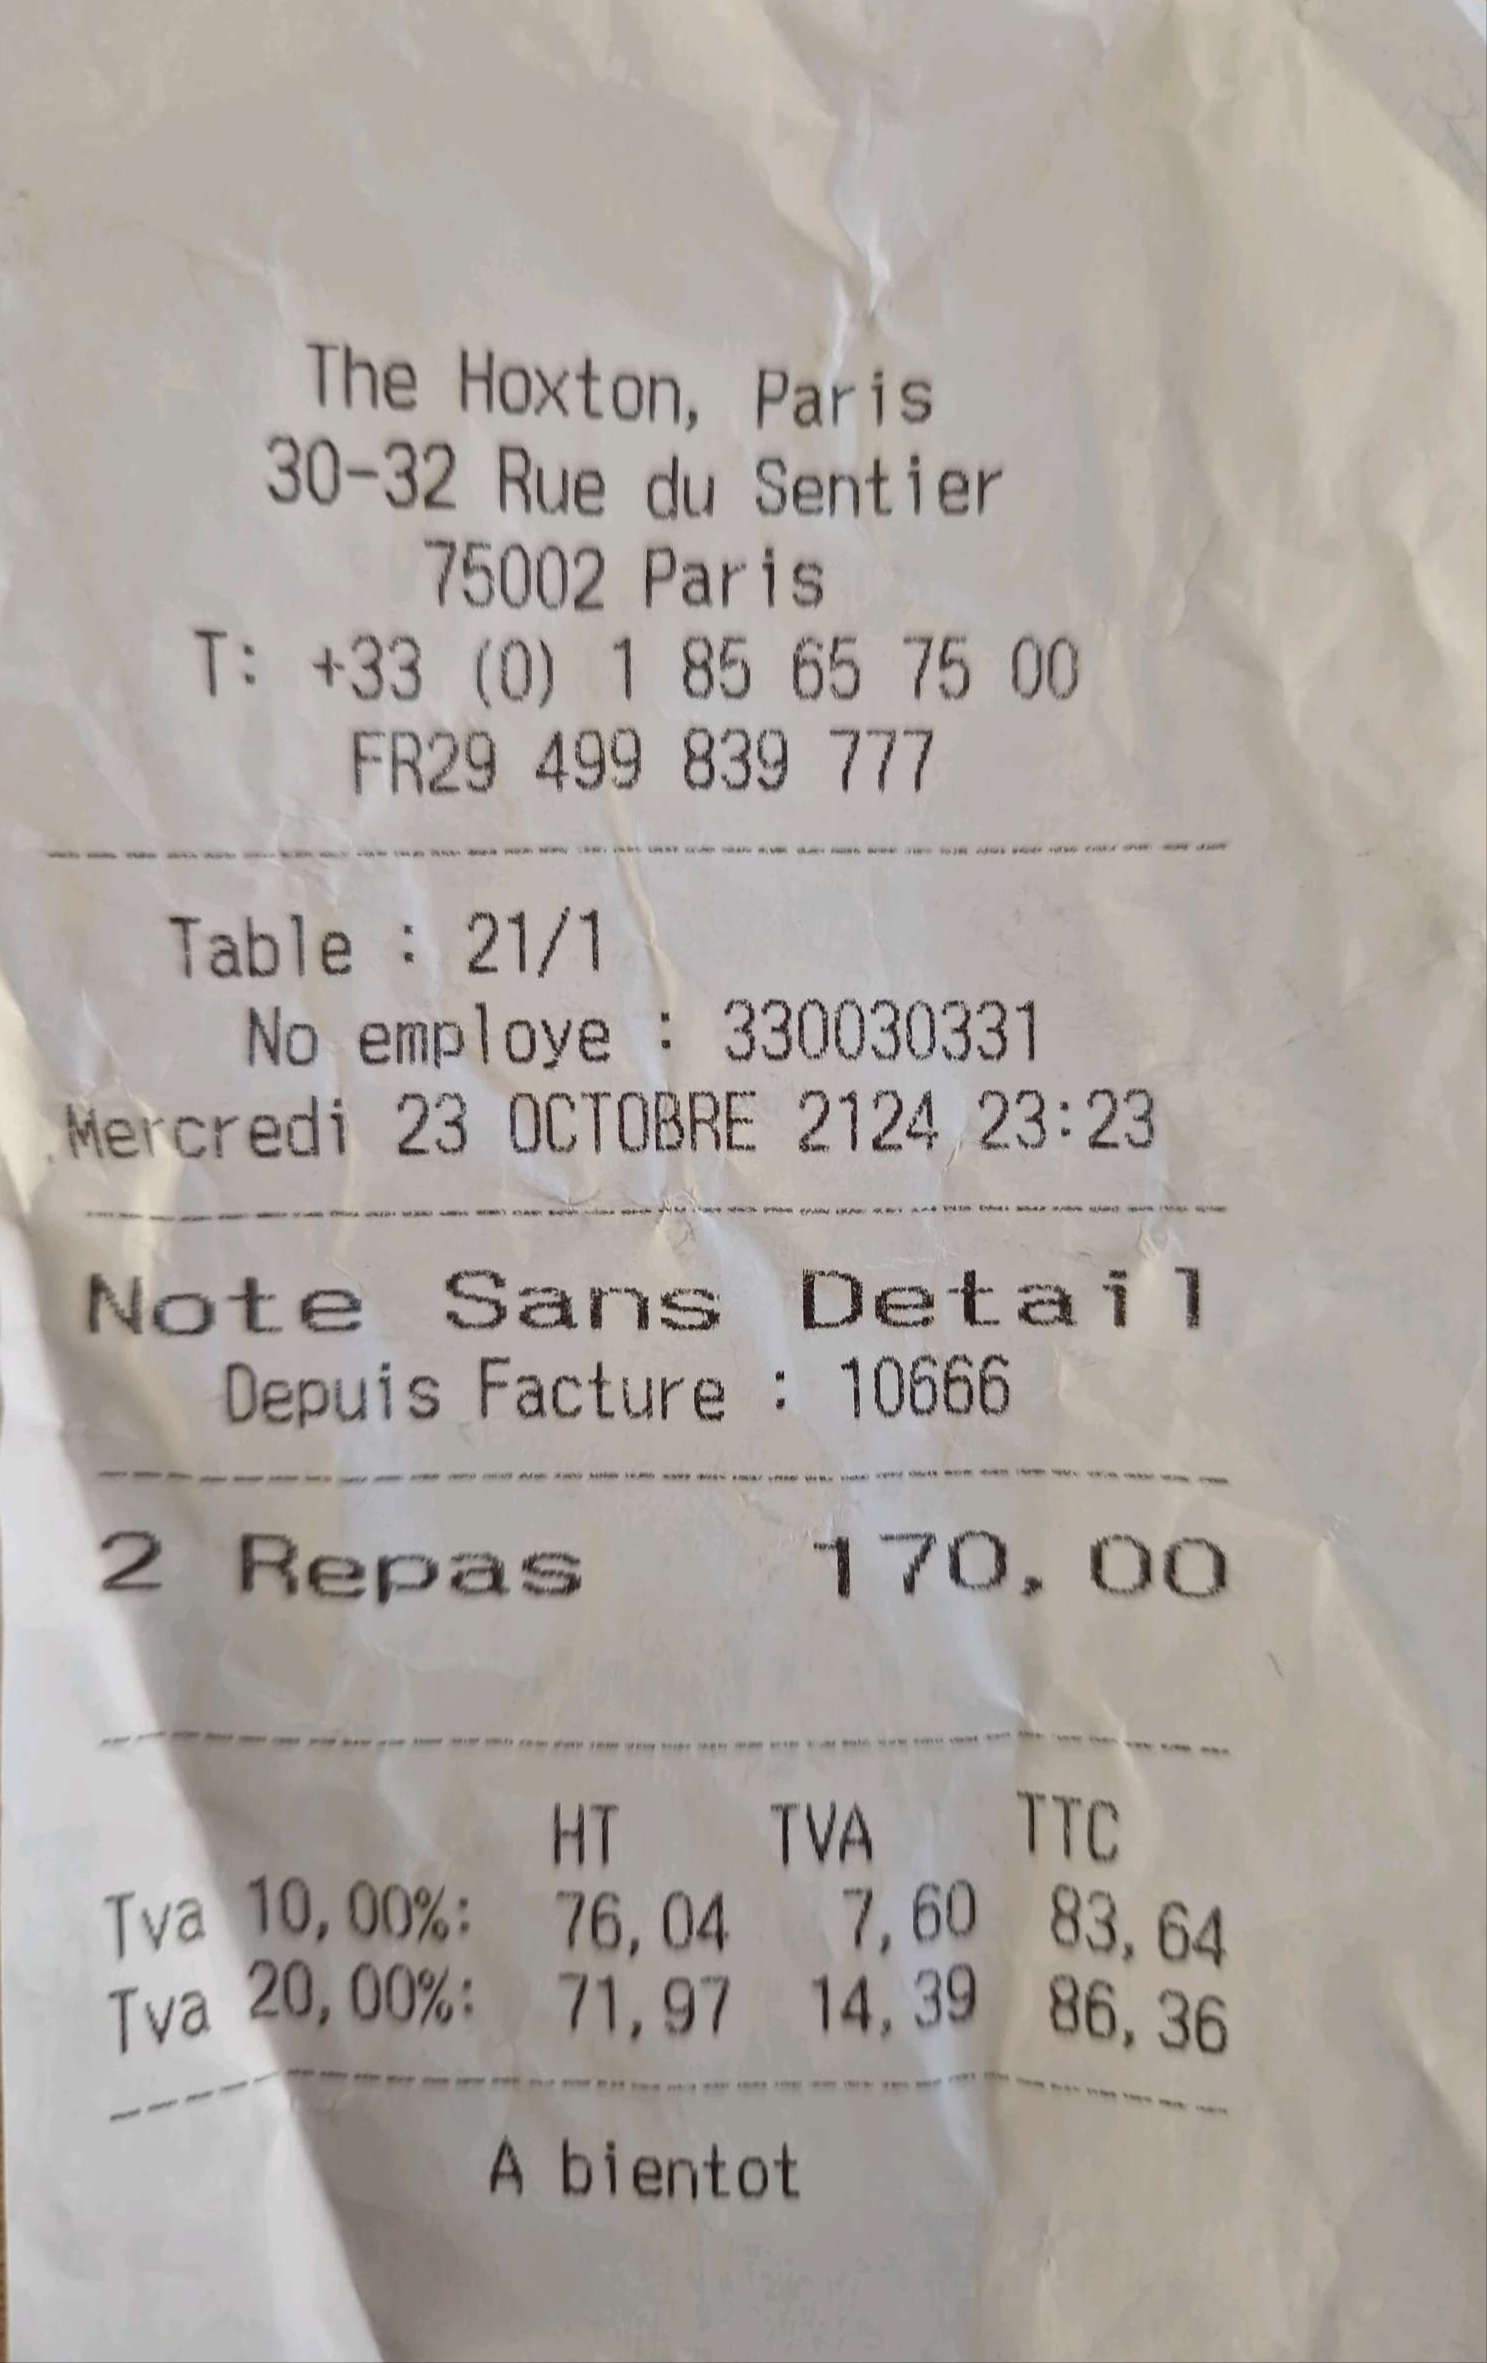 The Hoxton, Paris
30-32 Rue du Sentier
75002 Paris
T: +33 (0) 1 85 65 75 00
FR29 499 839 777
Table : 21/1
No employe : 330030331
Mercredi 23 OCTOBRE 2124 23:23
Note Sans Detail
Depuis Facture : 10666
2 Repas 170,00
HT TVA TTC
Tva 10,00%: 76,04 7,60 83,64
Tva 20,00%: 71,97 14,39 86,36
A bientot